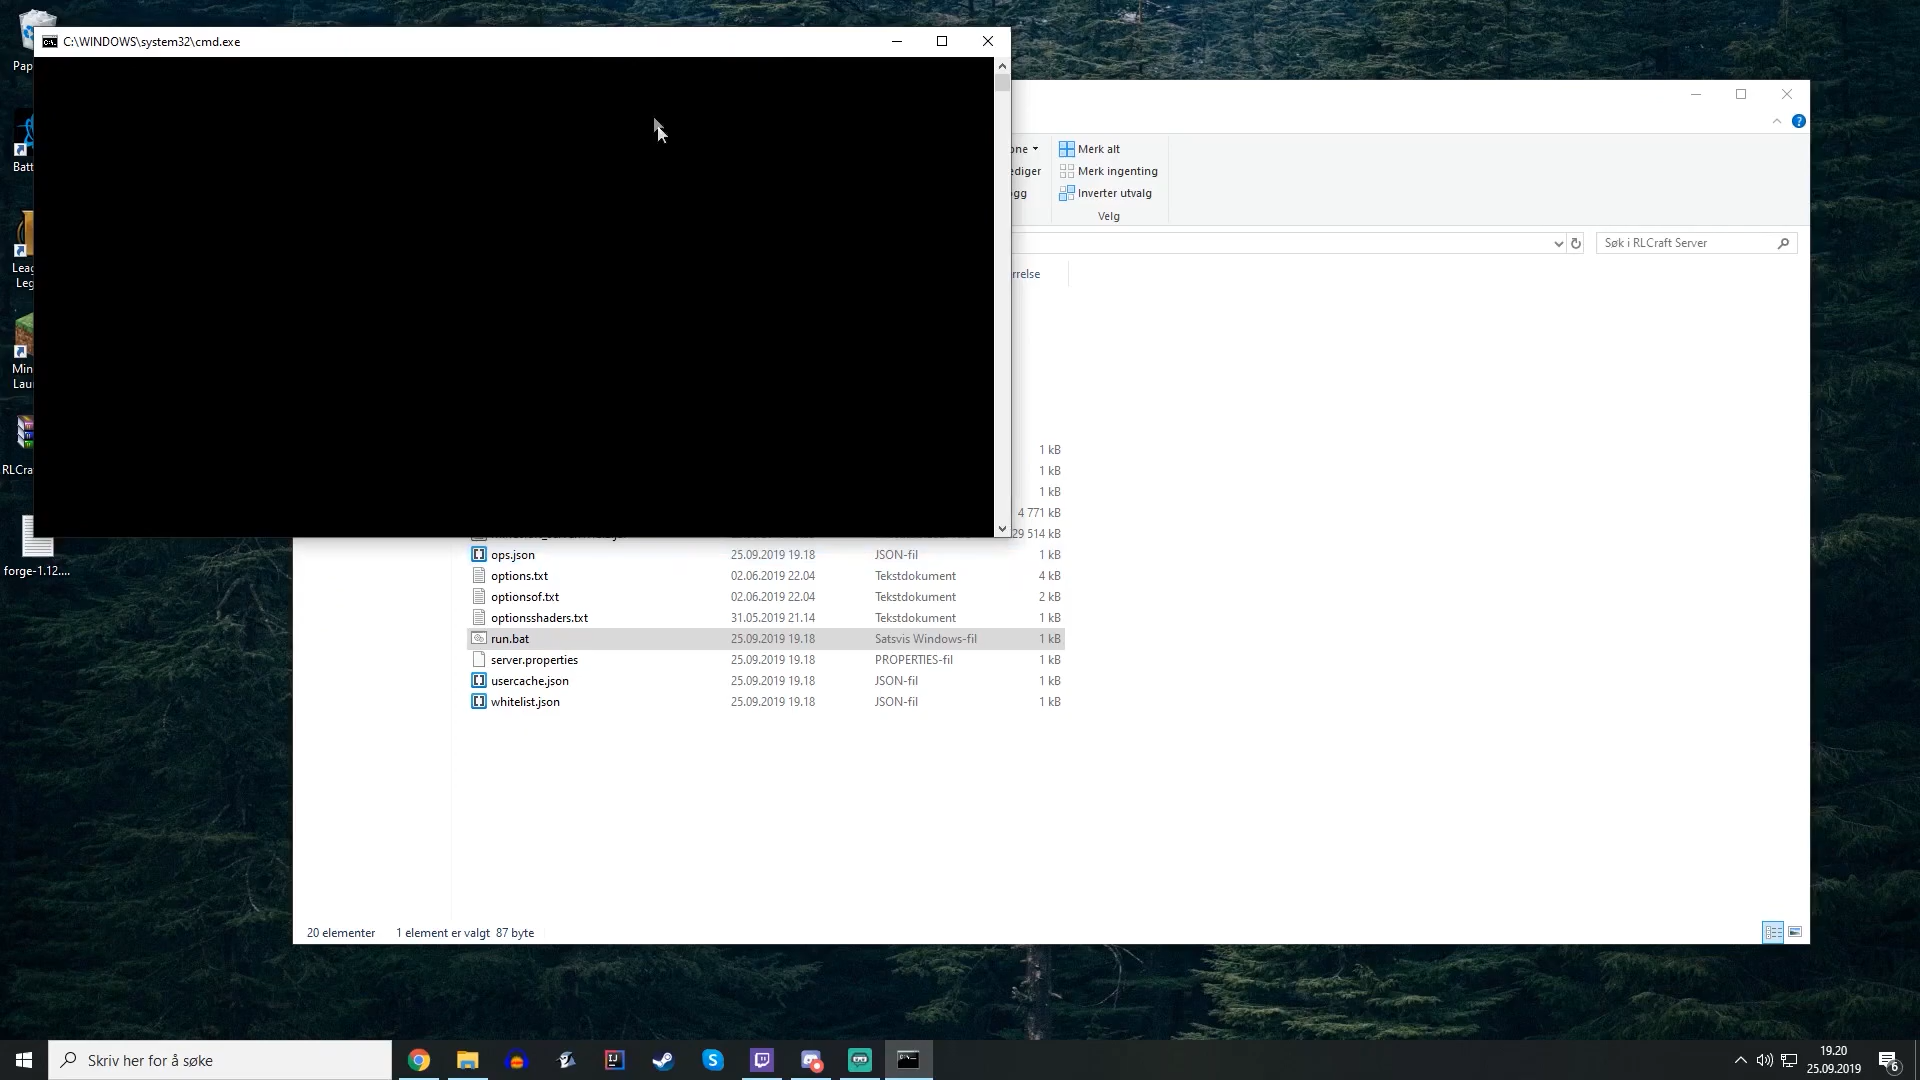 Pap
C:\WINDOWS\system32\cmd.exe
Batt
Leag
Leg
Min
Lau
RLCra
forge-1.12....
one
Merk alt
ediger
Merk ingenting
ogg
Inverter utvalg
Velg
Søk i RLCraft Server
rrelse
1 kB
1 kB
1 kB
4 771 kB
29 514 kB
ops.json 25.09.2019 19.18 JSON-fil 1 kB
options.txt 02.06.2019 22.04 Tekstdokument 4 kB
optionsof.txt 02.06.2019 22.04 Tekstdokument 2 kB
optionsshaders.txt 31.05.2019 21.14 Tekstdokument 1 kB
run.bat 25.09.2019 19.18 Satsvis Windows-fil 1 kB
server.properties 25.09.2019 19.18 PROPERTIES-fil 1 kB
usercache.json 25.09.2019 19.18 JSON-fil 1 kB
whitelist.json 25.09.2019 19.18 JSON-fil 1 kB
20 elementer 1 element er valgt 87 byte
Skriv her for å søke
19.20
25.09.2019
6